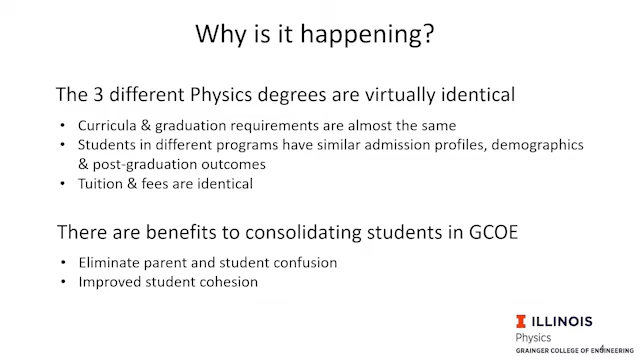 Why is it happening?
The 3 different Physics degrees are virtually identical
• Curricula & graduation requirements are almost the same
• Students in different programs have similar admission profiles, demographics
& post-graduation outcomes
• Tuition & fees are identical
There are benefits to consolidating students in GCOE
• Eliminate parent and student confusion
• Improved student cohesion
I ILLINOIS
Physics
GRAINGER COLLEGE OF ENGINEERING
4